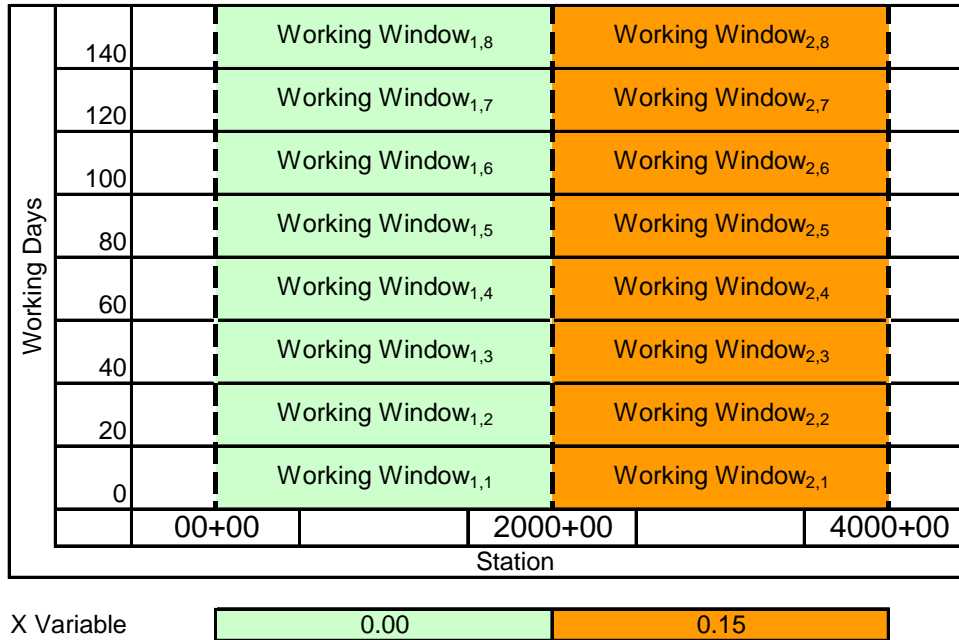 Working Days
140 Working Window1,8 Working Window2,8
120 Working Window1,7 Working Window2,7
100 Working Window1,6 Working Window2,6
80 Working Window1,5 Working Window2,5
60 Working Window1,4 Working Window2,4
40 Working Window1,3 Working Window2,3
20 Working Window1,2 Working Window2,2
0 Working Window1,1 Working Window2,1
00+00 2000+00 4000+00
Station
X Variable 0.00 0.15